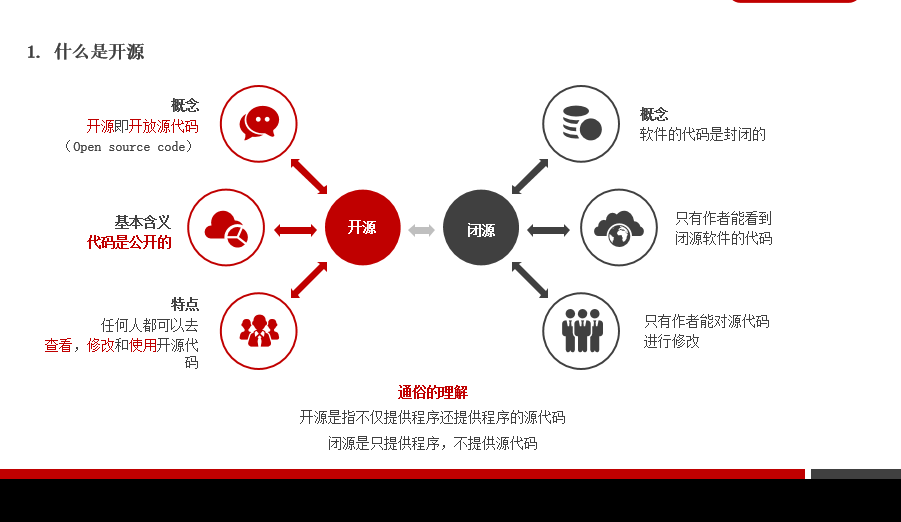 1. 什么是开源
概念
开源即开放源代码
（Open source code）
基本含义
代码是公开的
特点
任何人都可以去
查看，修改和使用开源代
码
开源
闭源
概念
软件的代码是封闭的
只有作者能看到
闭源软件的代码
只有作者能对源代码
进行修改
通俗的理解
开源是指不仅提供程序还提供程序的源代码
闭源是只提供程序，不提供源代码